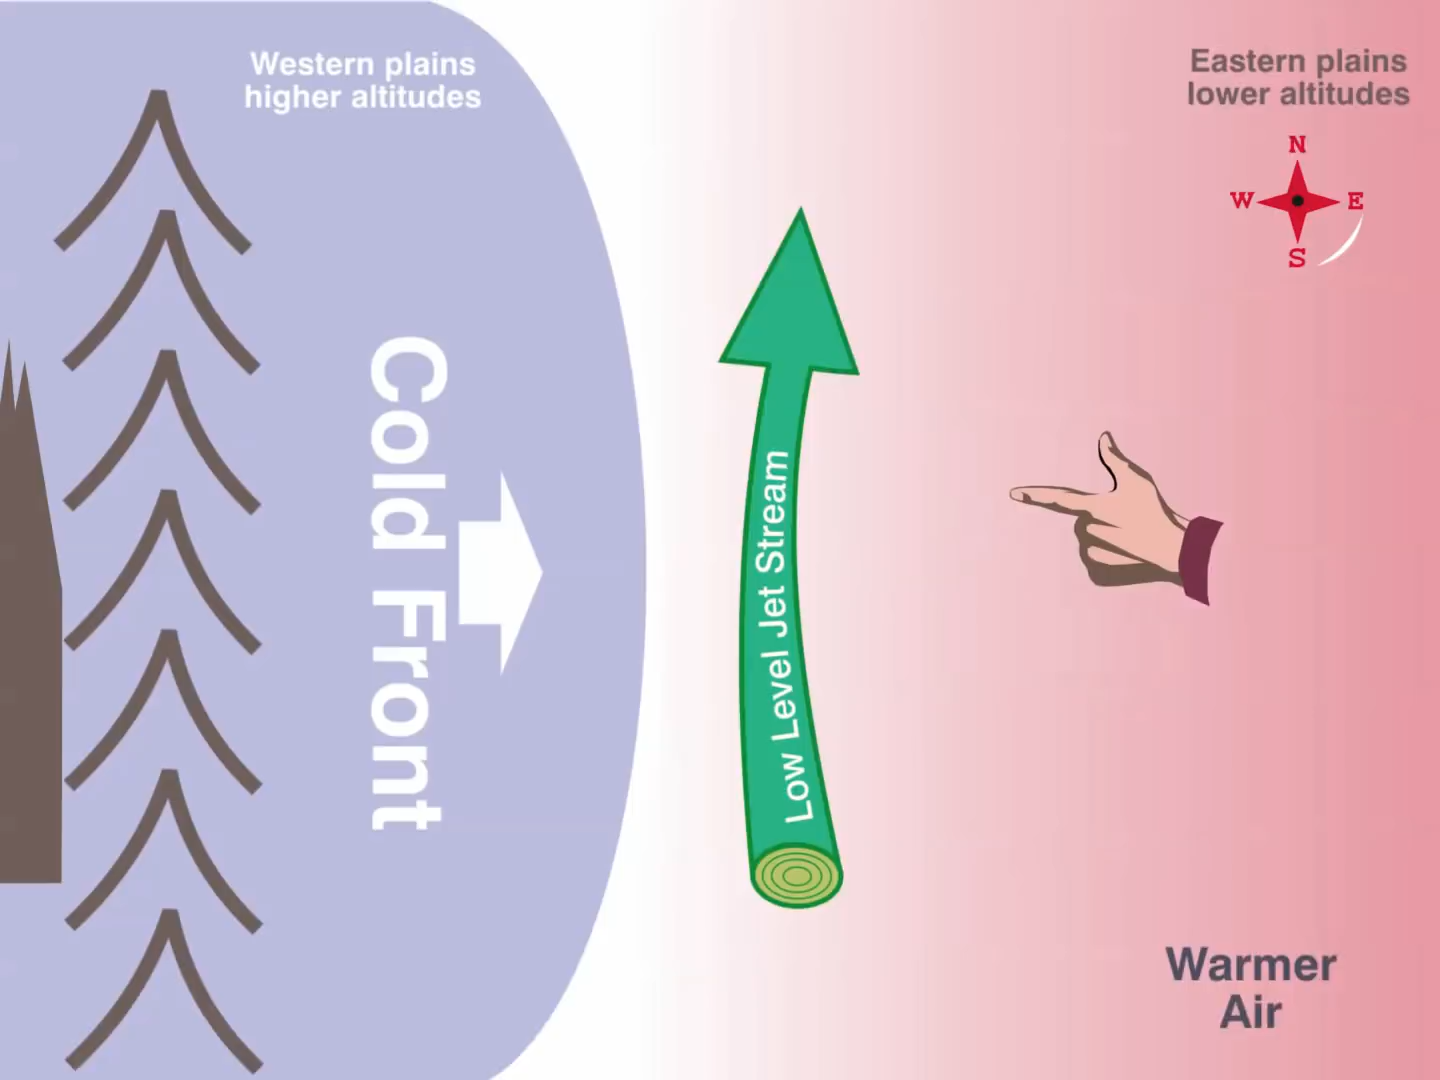 Western plains
higher altitudes
Eastern plains
lower altitudes
N
W E
S
Cold Front
Low Level Jet Stream
Warmer
Air